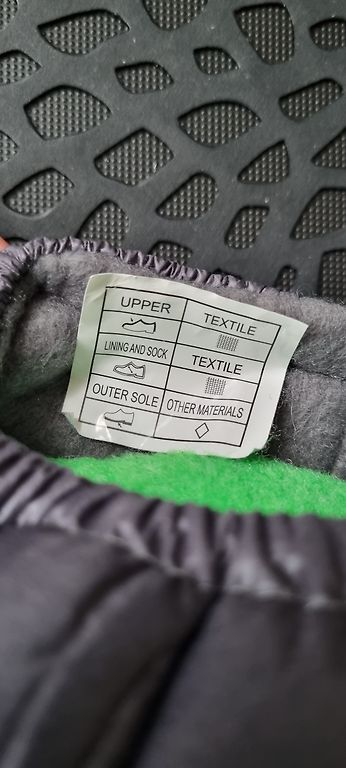 UPPER TEXTILE
LINING AND SOCK TEXTILE
OUTER SOLE OTHER MATERIALS